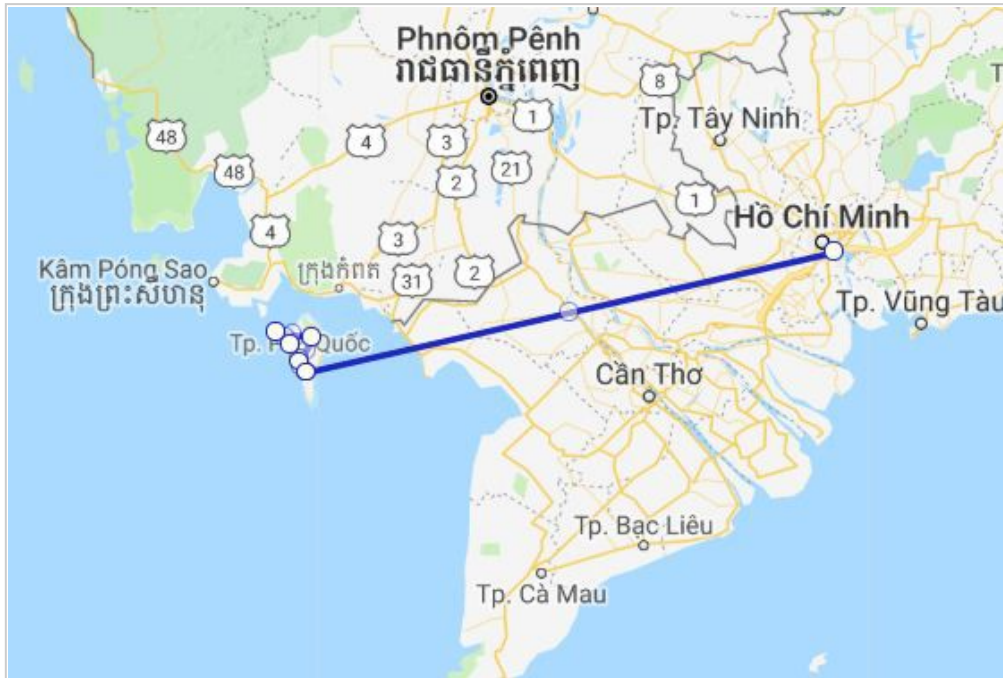 Phnôm Pênh
រាជធានីភ្នំពេញ
8
1
Tp. Tây Ninh
48
4
3
48
2
21
1
Hồ Chí Minh
4
3
Kâm Póng Sao
ក្រុងព្រះសីហនុ
ក្រុងកំពត
31
2
Tp. Vũng Tàu
Tp. Quốc
Cần Thơ
Tp. Bạc Liêu
Tp. Cà Mau